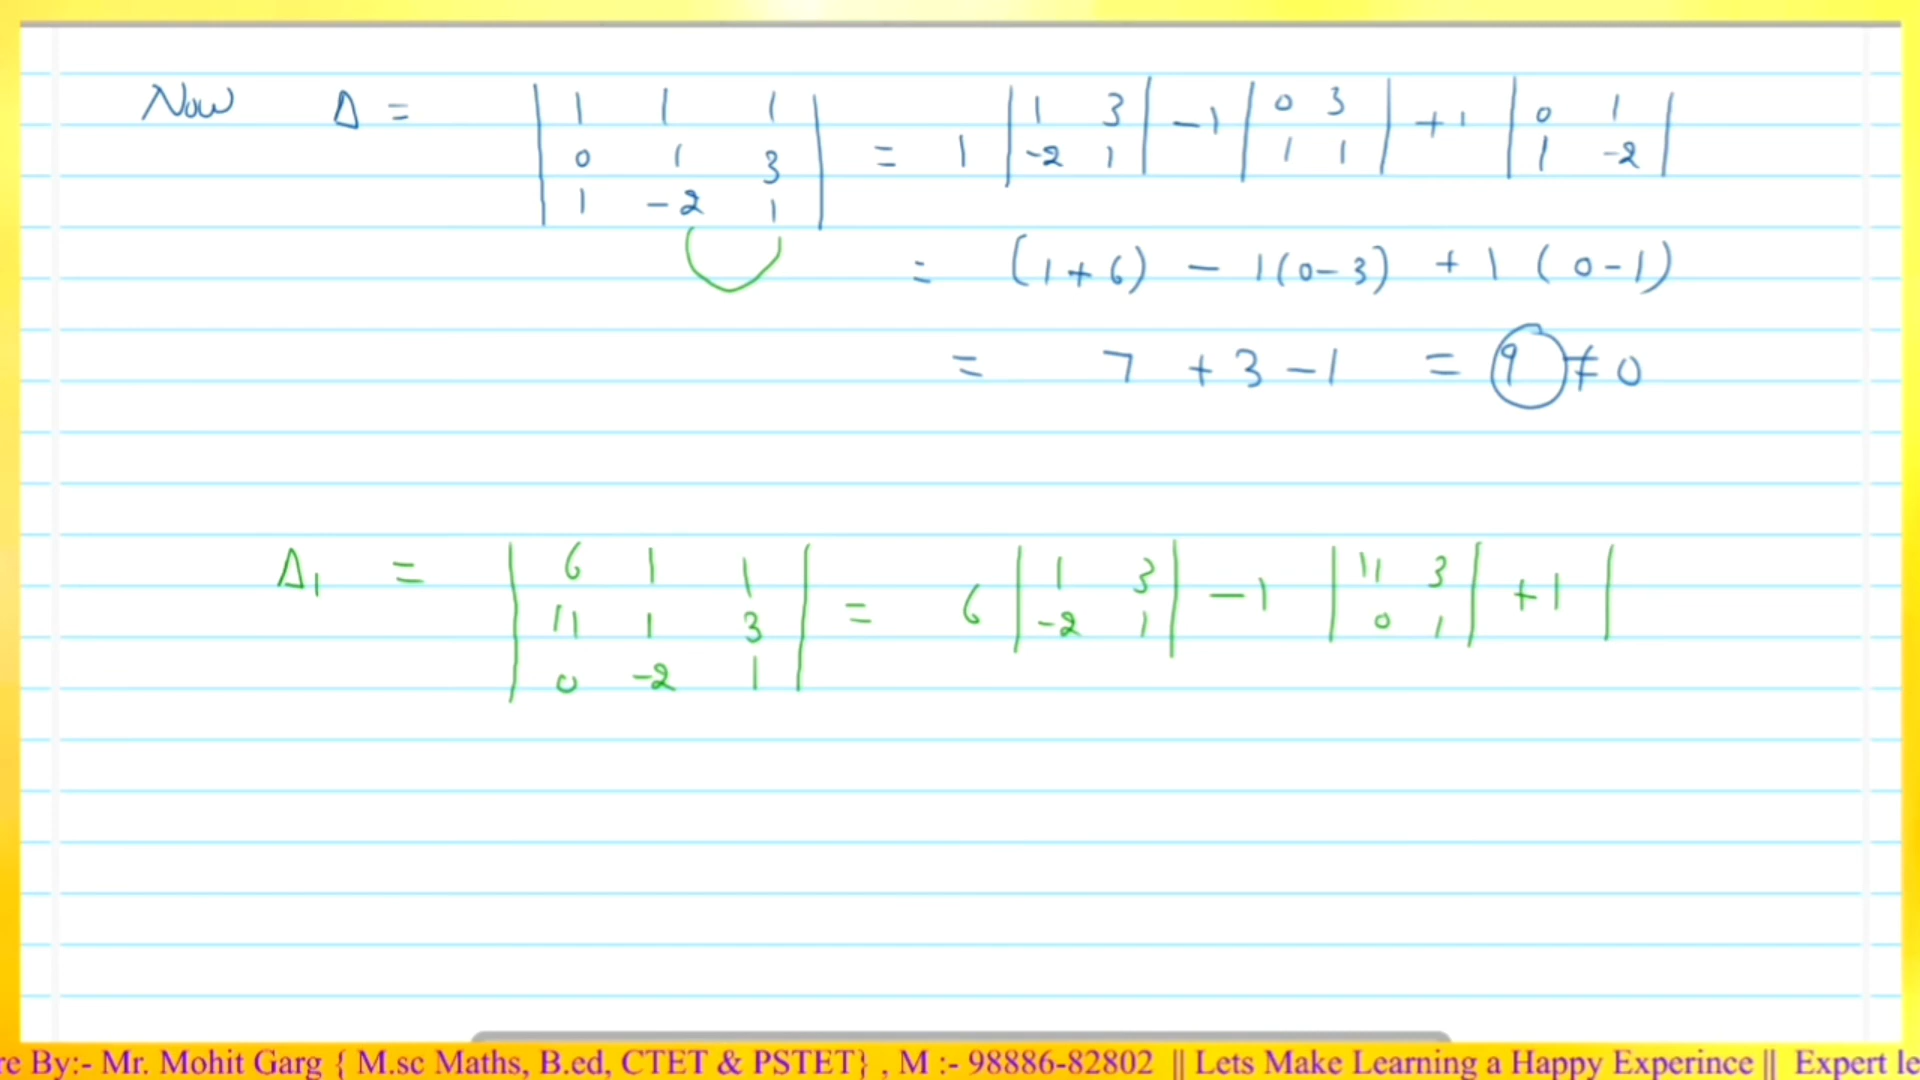 Now Δ = | 1 1 1 | = 1 | 1 3 | - 1 | 0 3 | + 1 | 0 1 |
| 0 1 3 | | -2 1 | | 1 1 | | 1 -2 |
| 1 -2 1 |
= (1+6) - 1(0-3) + 1 (0-1)
= 7 + 3 - 1 = 9 ≠ 0
Δ1 = | 6 1 1 | = 6 | 1 3 | - 1 | 11 3 | + 1 |
| 11 1 3 | | -2 1 | | 0 1 |
| 0 -2 1 |
re By:- Mr. Mohit Garg { M.sc Maths, B.ed, CTET & PSTET} , M :- 98886-82802 || Lets Make Learning a Happy Experince || Expert le